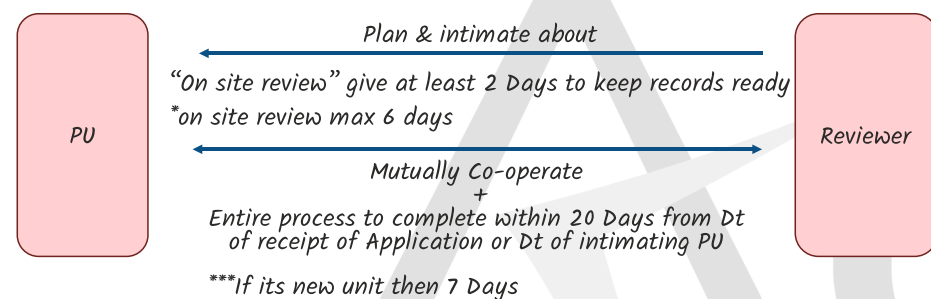 Plan & intimate about
“On site review” give at least 2 Days to keep records ready
*on site review max 6 days
PU
Reviewer
Mutually Co-operate
+
Entire process to complete within 20 Days from Dt
of receipt of Application or Dt of intimating PU
***If its new unit then 7 Days